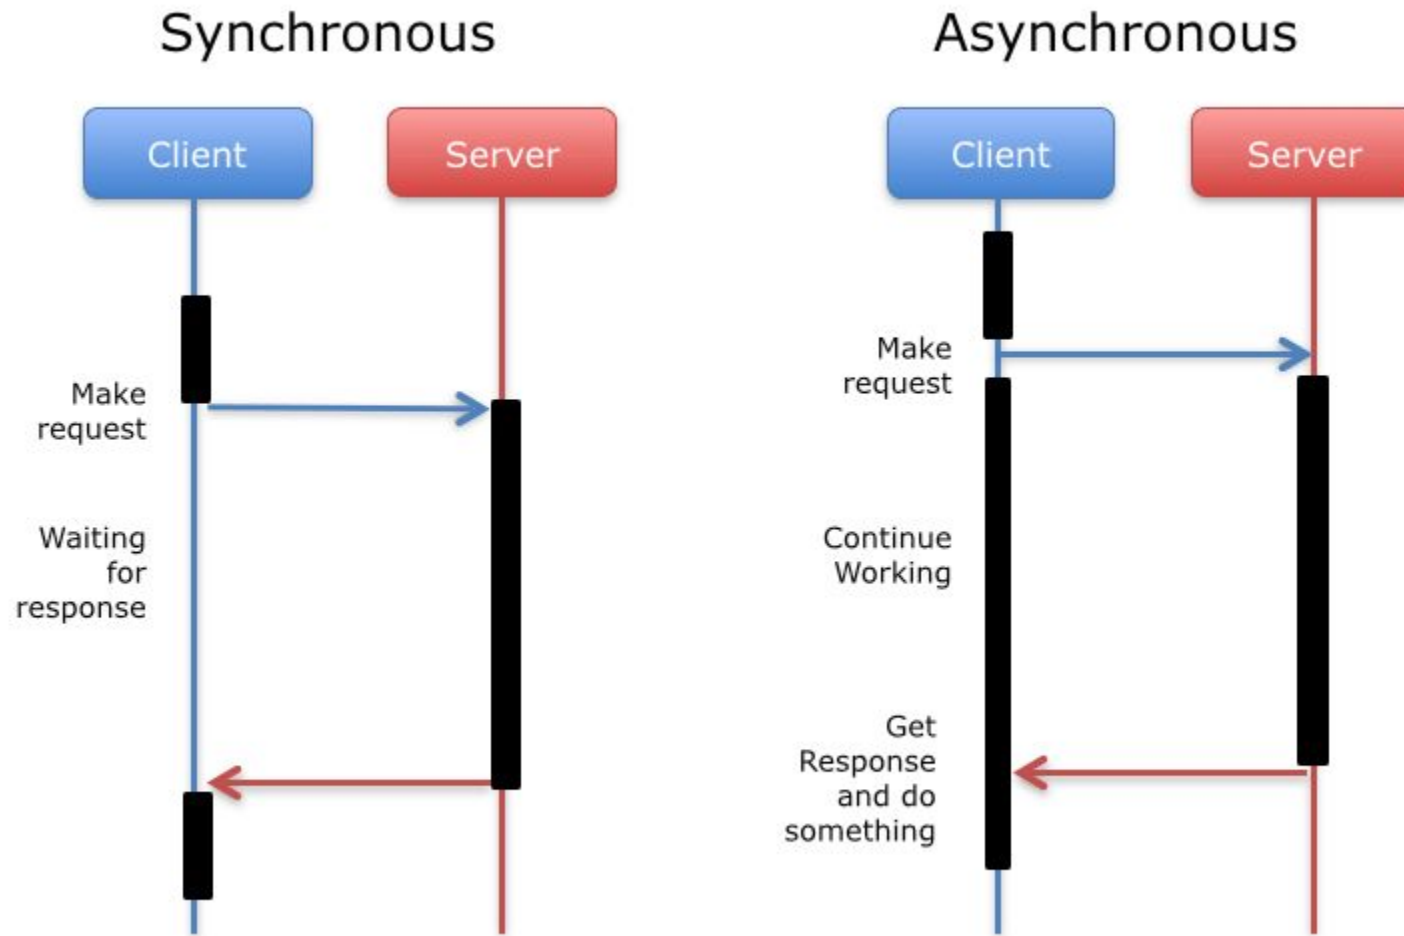 Synchronous
Client
Server
Make
request
Waiting
for
response
Asynchronous
Client
Server
Make
request
Continue
Working
Get
Response
and do
something